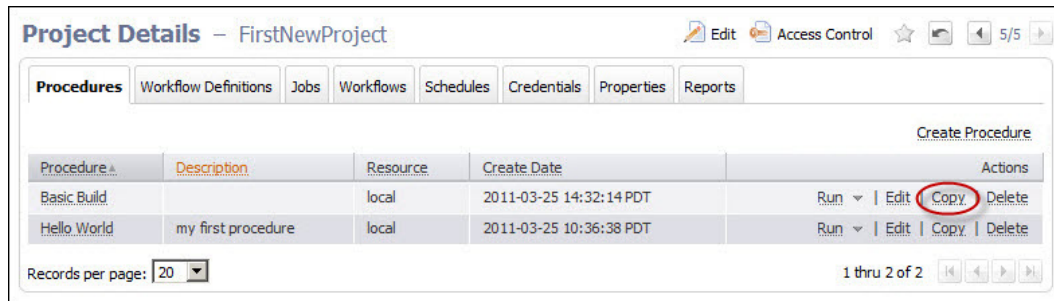 Project Details – FirstNewProject Edit Access Control 5/5
Procedures Workflow Definitions Jobs Workflows Schedules Credentials Properties Reports
Create Procedure
Procedure Description Resource Create Date Actions
Basic Build local 2011-03-25 14:32:14 PDT Run | Edit | Copy | Delete
Hello World my first procedure local 2011-03-25 10:36:38 PDT Run | Edit | Copy | Delete
Records per page: 20 1 thru 2 of 2